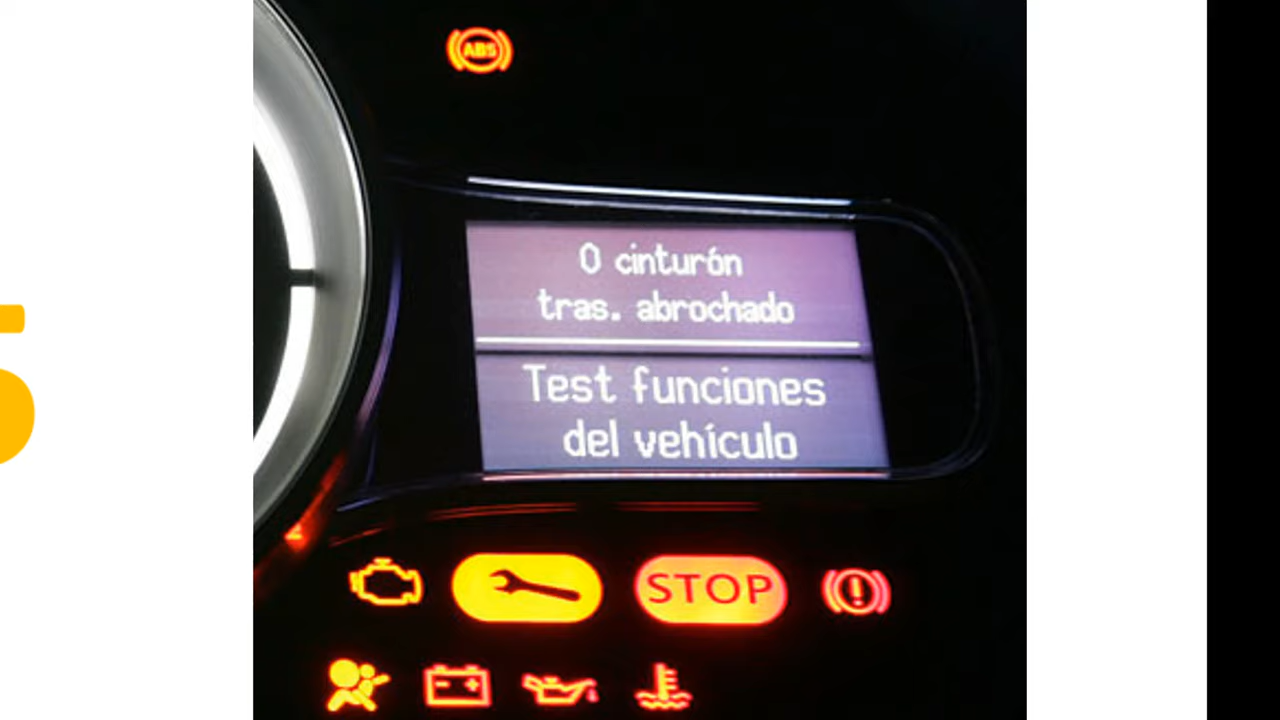 ABS
0 cinturón
tras. abrochado
Test funciones
del vehículo
STOP